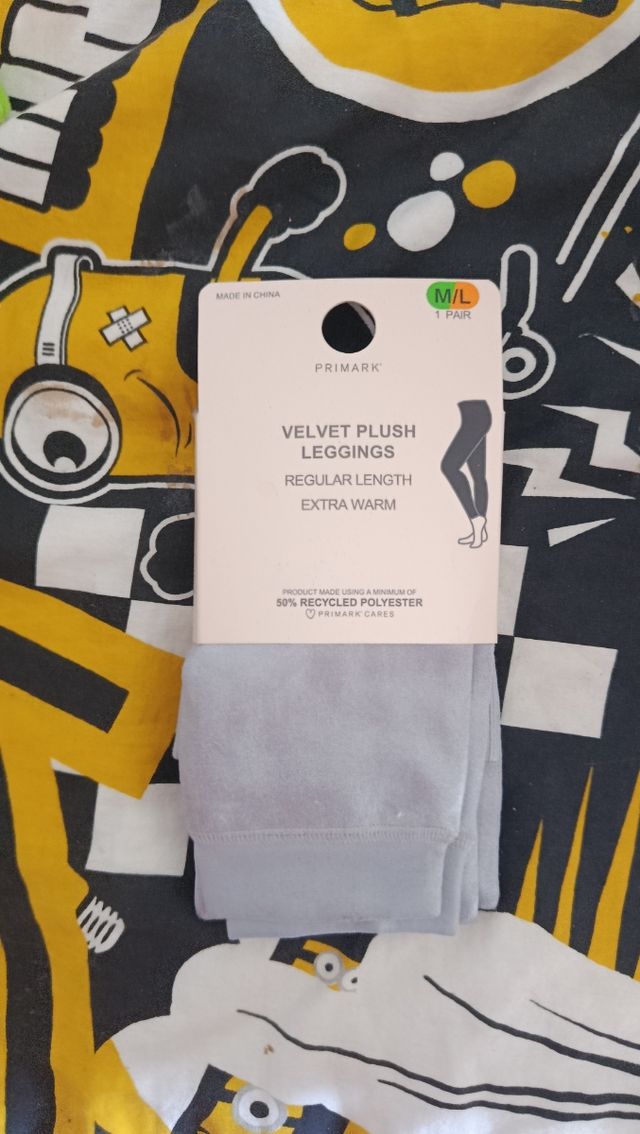 MADE IN CHINA
M/L
1 PAIR
PRIMARK®
VELVET PLUSH
LEGGINGS
REGULAR LENGTH
EXTRA WARM
PRODUCT MADE USING A MINIMUM OF
50% RECYCLED POLYESTER
PRIMARK® CARES